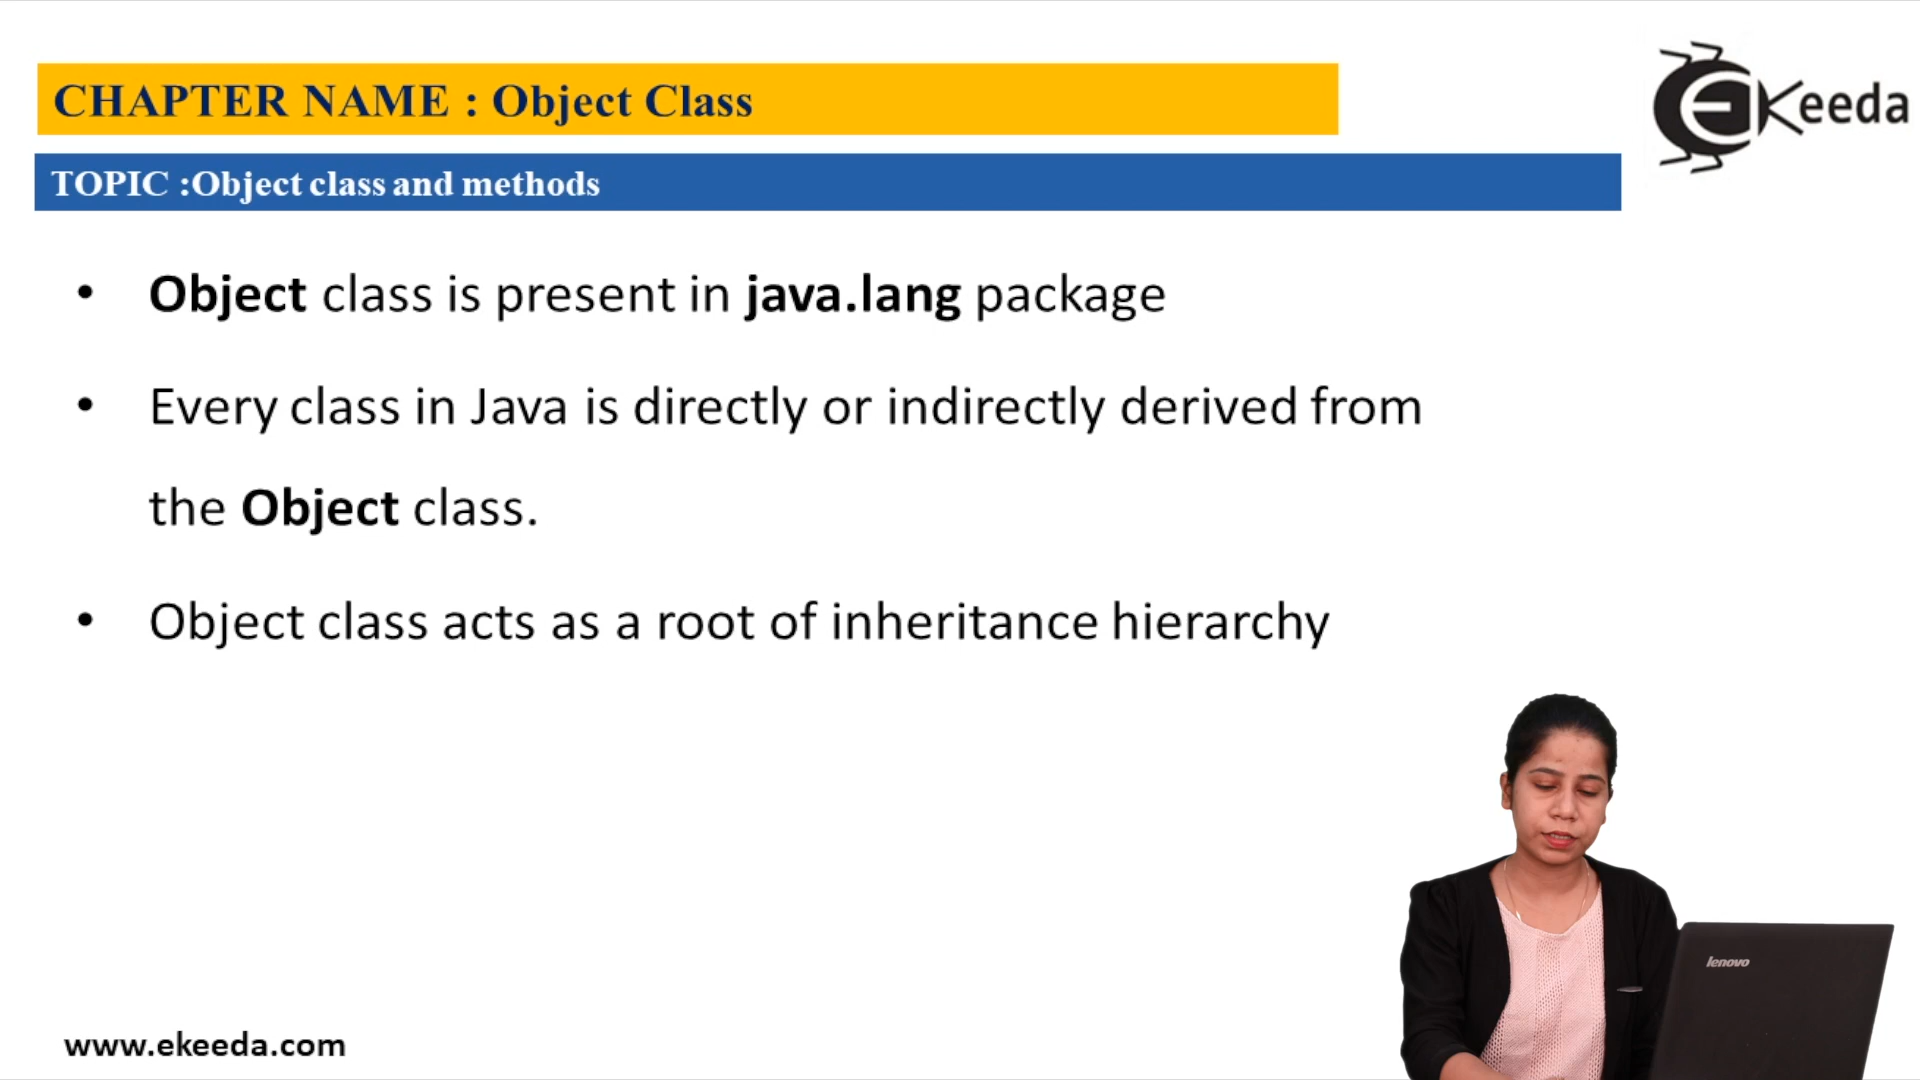 CHAPTER NAME : Object Class
EKeeda
TOPIC :Object class and methods
• Object class is present in java.lang package
• Every class in Java is directly or indirectly derived from
the Object class.
• Object class acts as a root of inheritance hierarchy
lenovo
www.ekeeda.com